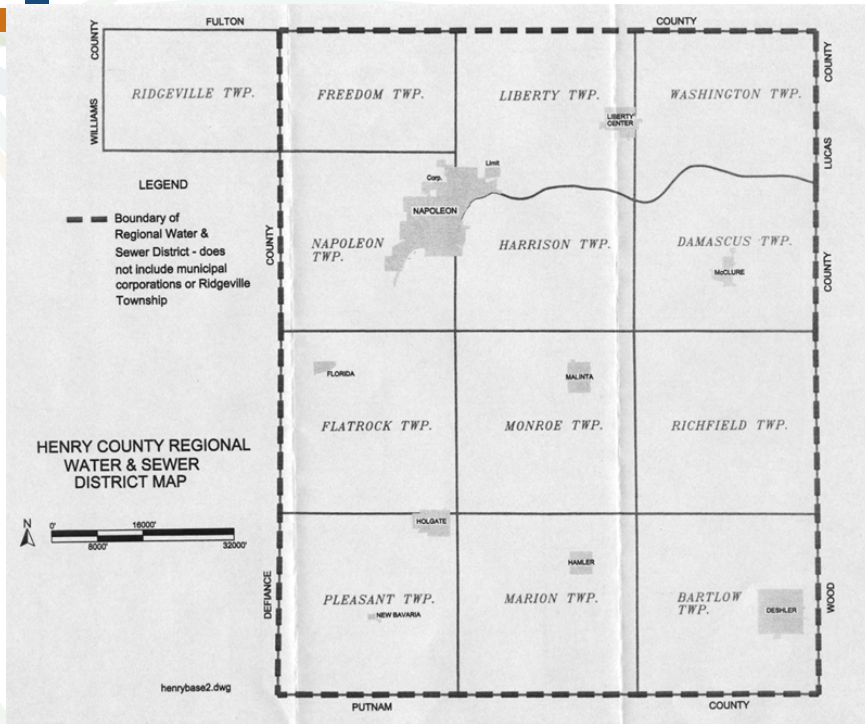 FULTON
COUNTY
COUNTY
WILLIAMS
RIDGEVILLE TWP.
FREEDOM TWP.
LIBERTY TWP.
WASHINGTON TWP.
COUNTY
LUCAS
LIBERTY
CENTER
LEGEND
Boundary of
Regional Water &
Sewer District - does
not include municipal
corporations or Ridgeville
Township
Corp.
Limit
NAPOLEON
NAPOLEON
TWP.
HARRISON TWP.
DAMASCUS TWP.
McCLURE
COUNTY
COUNTY
FLORIDA
MALINTA
FLATROCK TWP.
MONROE TWP.
RICHFIELD TWP.
HENRY COUNTY REGIONAL
WATER & SEWER
DISTRICT MAP
N
0'
16000'
8000'
32000'
HOLGATE
HAMLER
DEFIANCE
PLEASANT TWP.
NEW BAVARIA
MARION TWP.
BARTLOW
TWP.
DESHLER
WOOD
henrybase2.dwg
PUTNAM
COUNTY